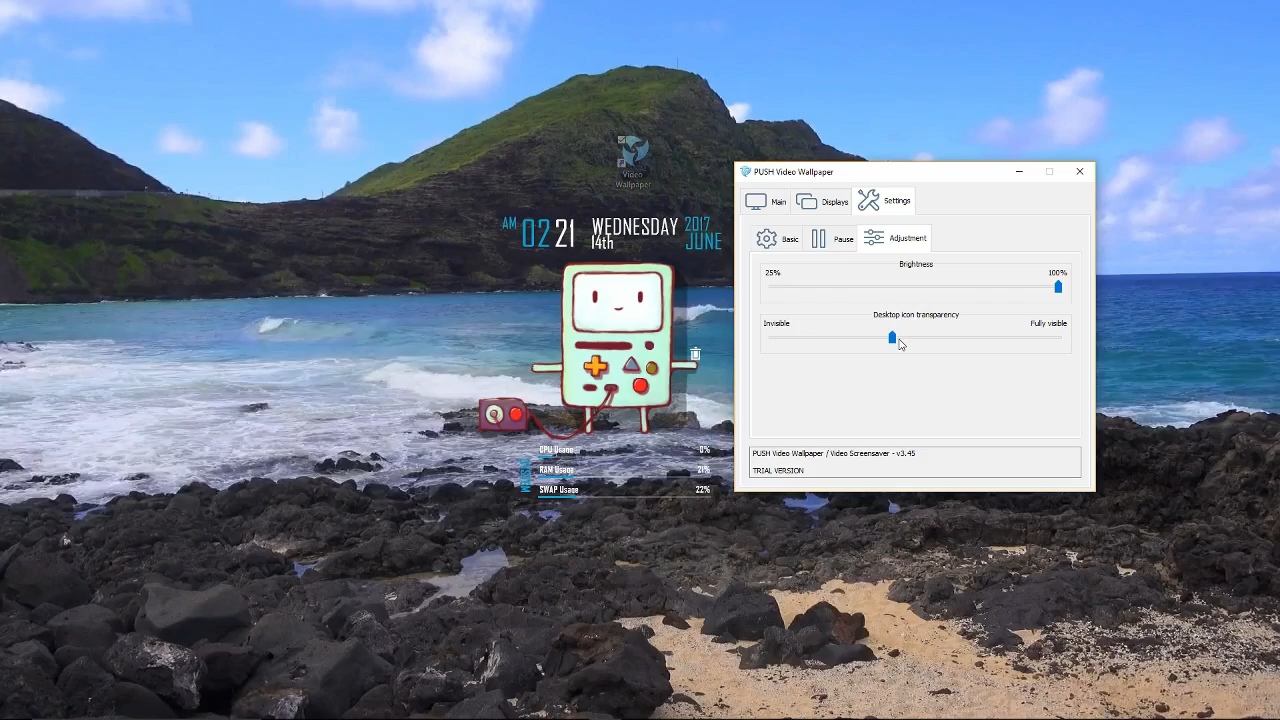 Video
Wallpaper
AM 02 21 WEDNESDAY 14th 2017 JUNE
CPU Usage 0%
RAM Usage 21%
SWAP Usage 22%
PUSH Video Wallpaper
Main Displays Settings
Basic Pause Adjustment
Brightness
25% 100%
Desktop icon transparency
Invisible Fully visible
PUSH Video Wallpaper / Video Screensaver - v3.45
TRIAL VERSION